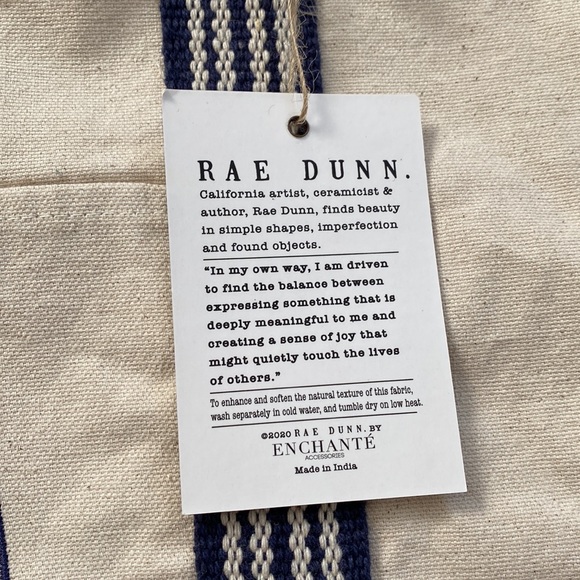 RAE DUNN.
California artist, ceramicist &
author, Rae Dunn, finds beauty
in simple shapes, imperfection
and found objects.
"In my own way, I am driven
to find the balance between
expressing something that is
deeply meaningful to me and
creating a sense of joy that
might quietly touch the lives
of others."
To enhance and soften the natural texture of this fabric,
wash separately in cold water, and tumble dry on low heat.
©2020 RAE DUNN. BY
ENCHANTÉ
ACCESSORIES
Made in India